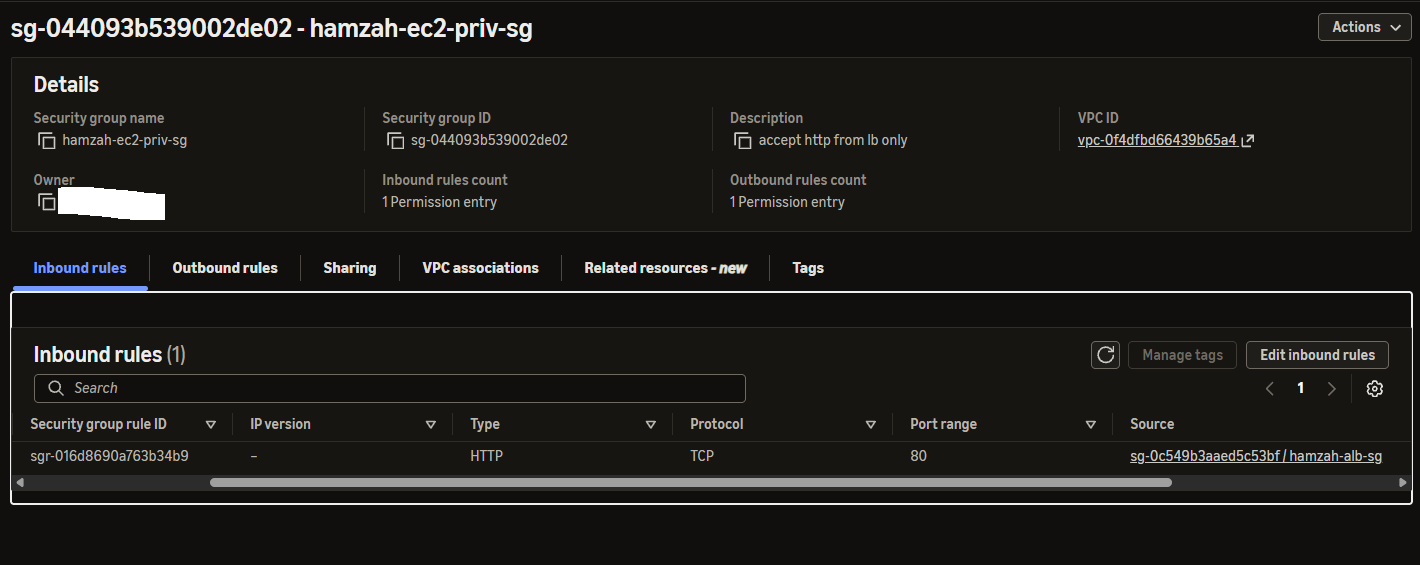 sg-044093b539002de02 - hamzah-ec2-priv-sg
Actions
Details
Security group name
hamzah-ec2-priv-sg
Security group ID
sg-044093b539002de02
Description
accept http from lb only
VPC ID
vpc-0f4dfbd66439b65a4
Owner
Inbound rules count
1 Permission entry
Outbound rules count
1 Permission entry
Inbound rules Outbound rules Sharing VPC associations Related resources - new Tags
Inbound rules (1)
Manage tags
Edit inbound rules
Search
1
Security group rule ID IP version Type Protocol Port range Source
sgr-016d8690a763b34b9 – HTTP TCP 80 sg-0c549b3aaed5c53bf / hamzah-alb-sg